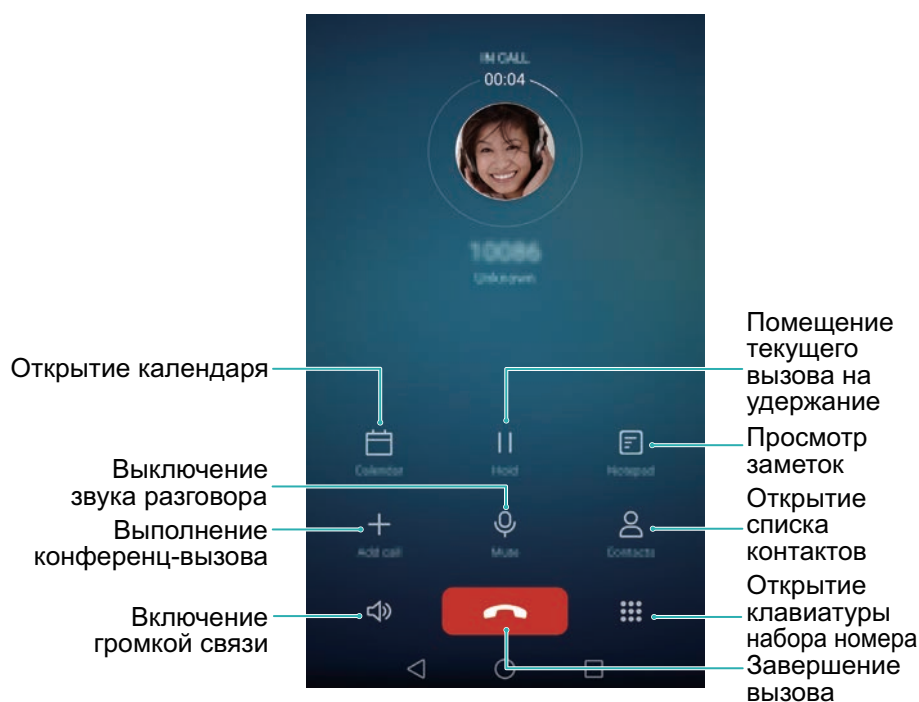 IN CALL
00:04
10086
Unknown
Помещение
текущего
вызова на
удержание
Открытие календаря
Calendar
Hold
Notepad
Просмотр
заметок
Выключение
звука разговора
Выполнение
конференц-вызова
Add call
Mute
Contacts
Открытие
списка
контактов
Включение
громкой связи
Открытие
клавиатуры
набора номера
Завершение
вызова